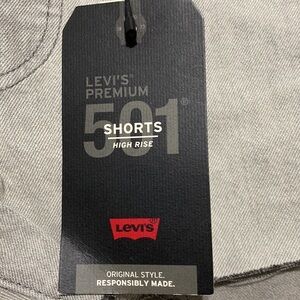 LEVI'S®
PREMIUM
501®
SHORTS
HIGH RISE
Levi's
ORIGINAL STYLE.
RESPONSIBLY MADE.